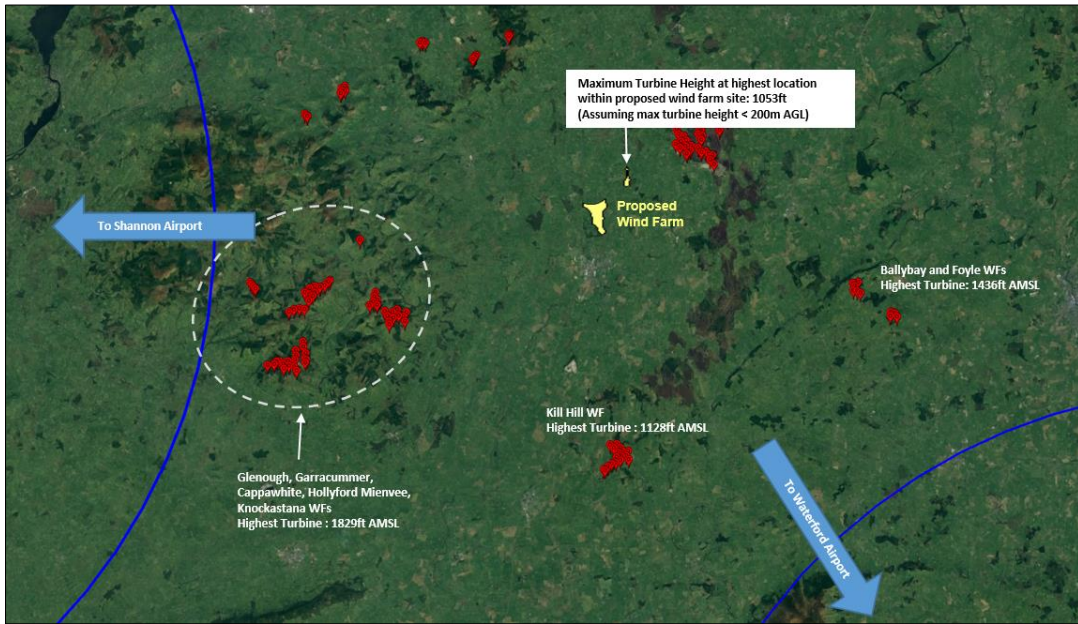 Maximum Turbine Height at highest location
within proposed wind farm site: 1053ft
(Assuming max turbine height < 200m AGL)
Proposed
Wind Farm
To Shannon Airport
Ballybay and Foyle WFs
Highest Turbine: 1436ft AMSL
Kill Hill WF
Highest Turbine : 1128ft AMSL
Glenough, Garracummer,
Cappawhite, Hollyford Mienvee,
Knockastana WFs
Highest Turbine : 1829ft AMSL
To Waterford Airport